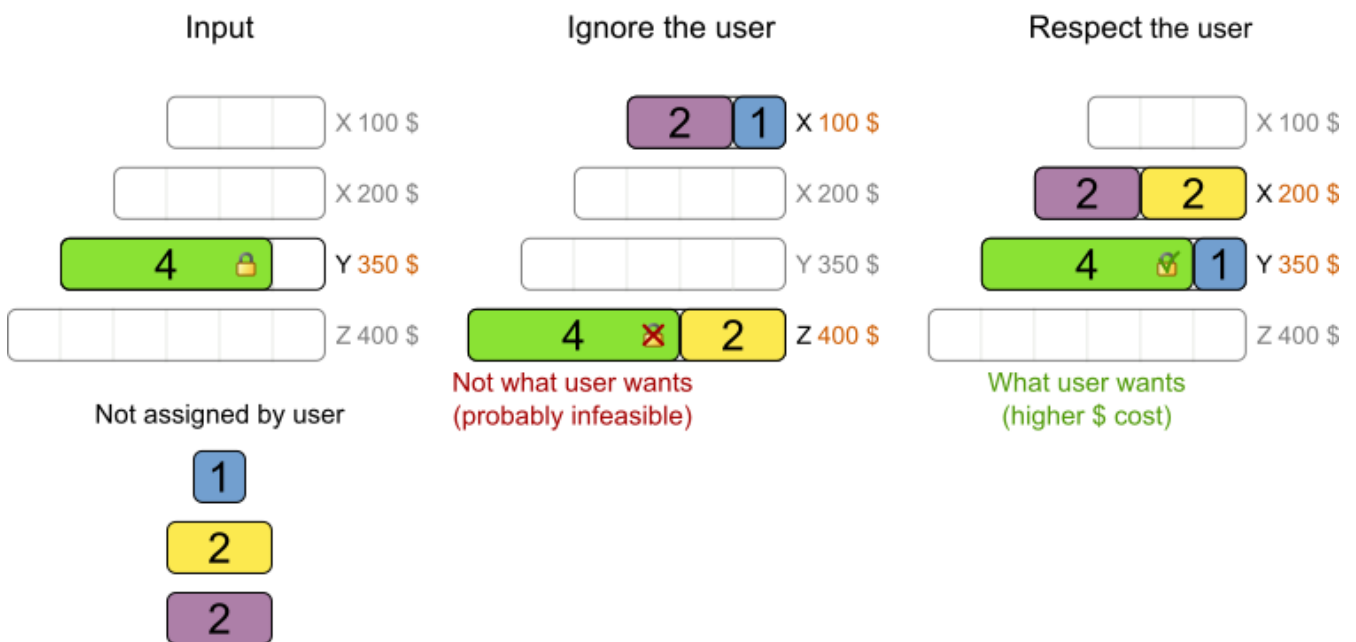 Input
X 100 $
X 200 $
4
Y 350 $
Z 400 $
Not assigned by user
1
2
2
Ignore the user
2 1 X 100 $
X 200 $
Y 350 $
4 2 Z 400 $
Not what user wants
(probably infeasible)
Respect the user
X 100 $
2 2 X 200 $
4 1 Y 350 $
Z 400 $
What user wants
(higher $ cost)